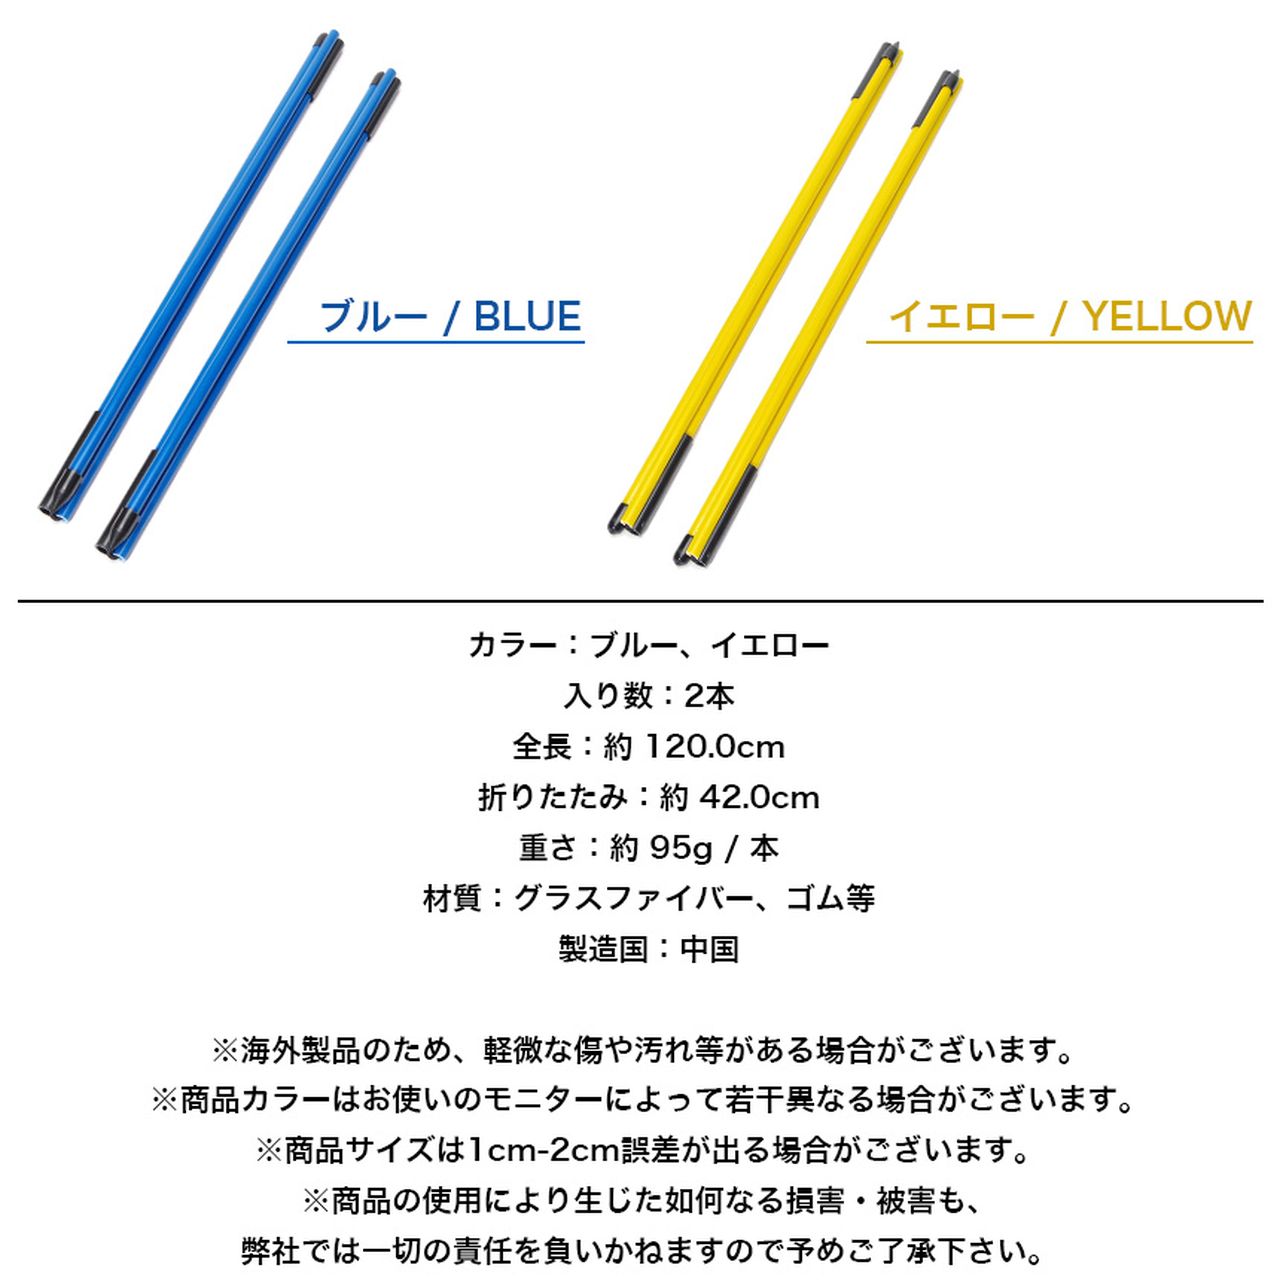 ブルー / BLUE
イエロー / YELLOW
カラー：ブルー、イエロー
入り数：2本
全長：約 120.0cm
折りたたみ：約 42.0cm
重さ：約 95g / 本
材質：グラスファイバー、ゴム等
製造国：中国
※海外製品のため、軽微な傷や汚れ等がある場合がございます。
※商品カラーはお使いのモニターによって若干異なる場合がございます。
※商品サイズは1cm-2cm誤差が出る場合がございます。
※商品の使用により生じた如何なる損害・被害も、
弊社では一切の責任を負いかねますので予めご了承下さい。